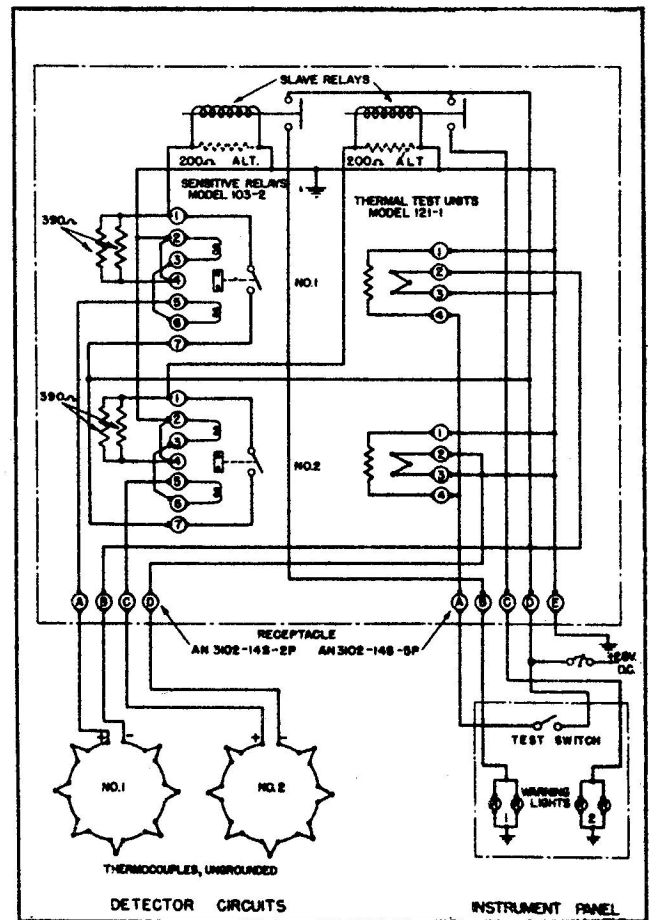 SLAVE RELAYS
200Ω ALT.
200Ω ALT
SENSITIVE RELAYS
MODEL 103-2
THERMAL TEST UNITS
MODEL 121-1
390Ω
1
2
3
4
5
6
7
NO.1
1
2
3
4
390Ω
1
2
3
4
5
6
7
NO.2
1
2
3
4
A B C D
A B C D E
RECEPTACLE
AN 3102-14S-2P AN 3102-14S-5P
+28V.
D.C.
TEST SWITCH
+ -
+ -
NO.1
NO.2
WARNING
LIGHTS
1
2
THERMOCOUPLES, UNGROUNDED
DETECTOR CIRCUITS
INSTRUMENT PANEL